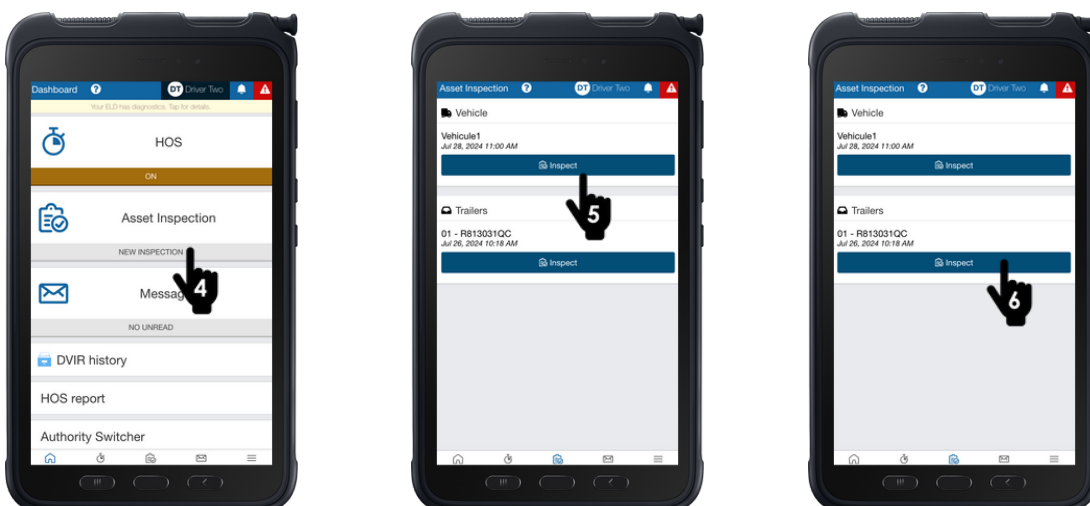 Dashboard ? DT Driver Two
Your ELD has diagnostics. Tap for details.
HOS
ON
Asset Inspection
NEW INSPECTION
4
Messag
NO UNREAD
DVIR history
HOS report
Authority Switcher
Asset Inspection ? DT Driver Two
Vehicle
Vehicule1
Jul 28, 2024 11:00 AM
Inspect
5
Trailers
01 - R813031QC
Jul 26, 2024 10:18 AM
Inspect
Asset Inspection ? DT Driver Two
Vehicle
Vehicule1
Jul 28, 2024 11:00 AM
Inspect
Trailers
01 - R813031QC
Jul 26, 2024 10:18 AM
Inspect
6